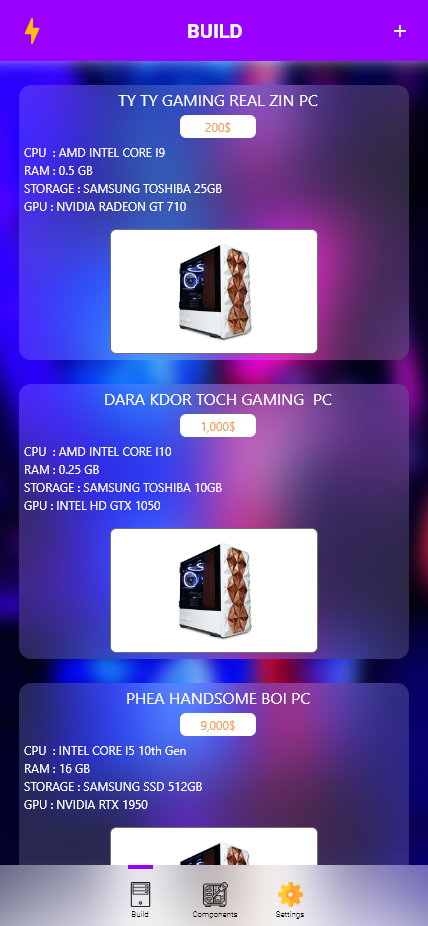 BUILD
TY TY GAMING REAL ZIN PC
200$
CPU : AMD INTEL CORE I9
RAM : 0.5 GB
STORAGE : SAMSUNG TOSHIBA 25GB
GPU : NVIDIA RADEON GT 710
DARA KDOR TOCH GAMING PC
1,000$
CPU : AMD INTEL CORE I10
RAM : 0.25 GB
STORAGE : SAMSUNG TOSHIBA 10GB
GPU : INTEL HD GTX 1050
PHEA HANDSOME BOI PC
9,000$
CPU : INTEL CORE I5 10th Gen
RAM : 16 GB
STORAGE : SAMSUNG SSD 512GB
GPU : NVIDIA RTX 1950
Build Components Settings